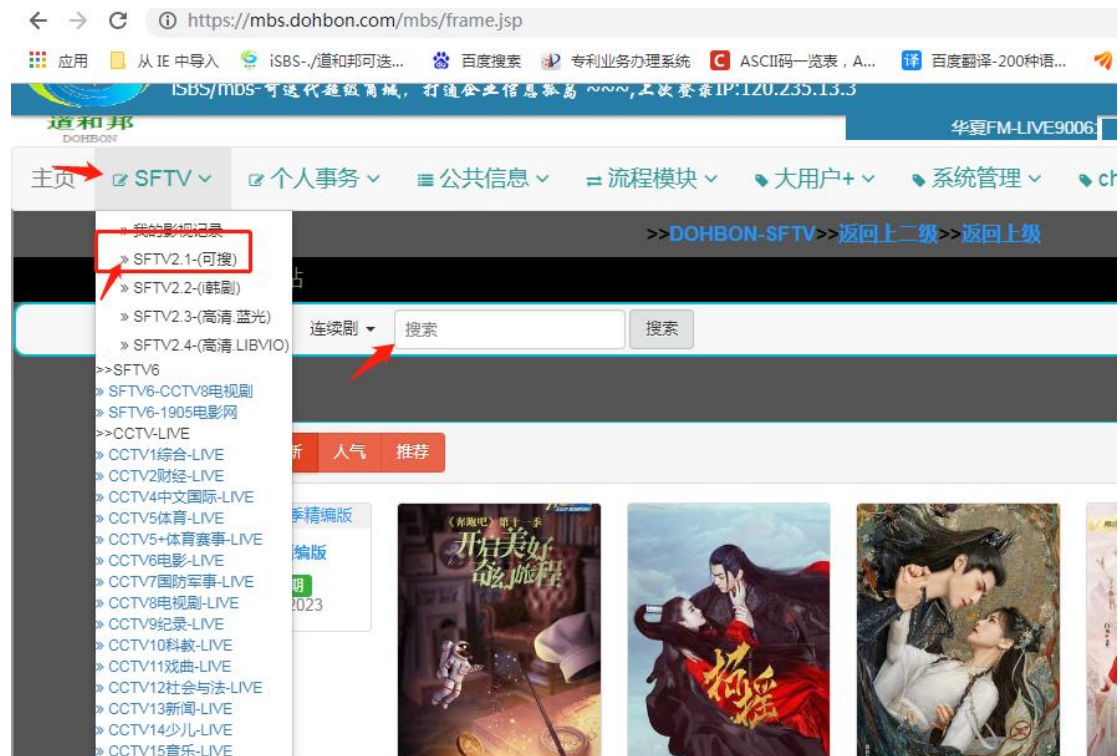 https://mbs.dohbon.com/mbs/frame.jsp
应用 从 IE 中导入 iSBS-./道和邦可选... 百度搜索 专利业务办理系统 C ASCII码一览表，A... 译 百度翻译-200种语...
iSBS/mbs-可迭代超级商城, 打通企业信息孤岛 ~~~,上次登录IP:120.235.13.3
道和邦
DOHBON
华夏FM-LIVE9006:
主页 SFTV 个人事务 公共信息 流程模块 大用户+ 系统管理 ch
» 我的影视记录
>>DOHBON-SFTV>>返回上二级>>返回上级
» SFTV2.1-(可搜)
站
» SFTV2.2-(i韩剧)
» SFTV2.3-(高清.蓝光)
连续剧 搜索 搜索
» SFTV2.4-(高清.LIBVIO)
>>SFTV6
» SFTV6-CCTV8电视剧
» SFTV6-1905电影网
>>CCTV-LIVE
» CCTV1综合-LIVE
新 人气 推荐
» CCTV2财经-LIVE
» CCTV4中文国际-LIVE
» CCTV5体育-LIVE
季精编版
» CCTV5+体育赛事-LIVE
编版
» CCTV6电影-LIVE
» CCTV7国防军事-LIVE
期
» CCTV8电视剧-LIVE
2023
» CCTV9纪录-LIVE
» CCTV10科教-LIVE
» CCTV11戏曲-LIVE
» CCTV12社会与法-LIVE
» CCTV13新闻-LIVE
» CCTV14少儿-LIVE
» CCTV15音乐-LIVE
《奔跑吧》第十一季
开启美好
奇幻旅程
招摇